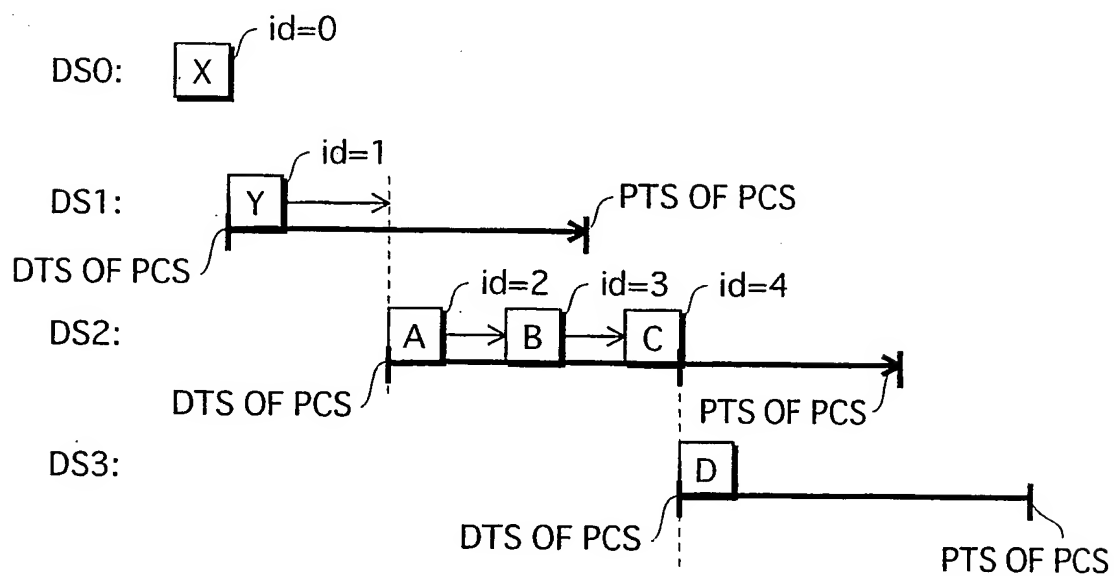 id=0
DS0: X
id=1
DS1: Y
PTS OF PCS
DTS OF PCS
id=2 id=3 id=4
DS2: A B C
DTS OF PCS
PTS OF PCS
DS3: D
DTS OF PCS
PTS OF PCS